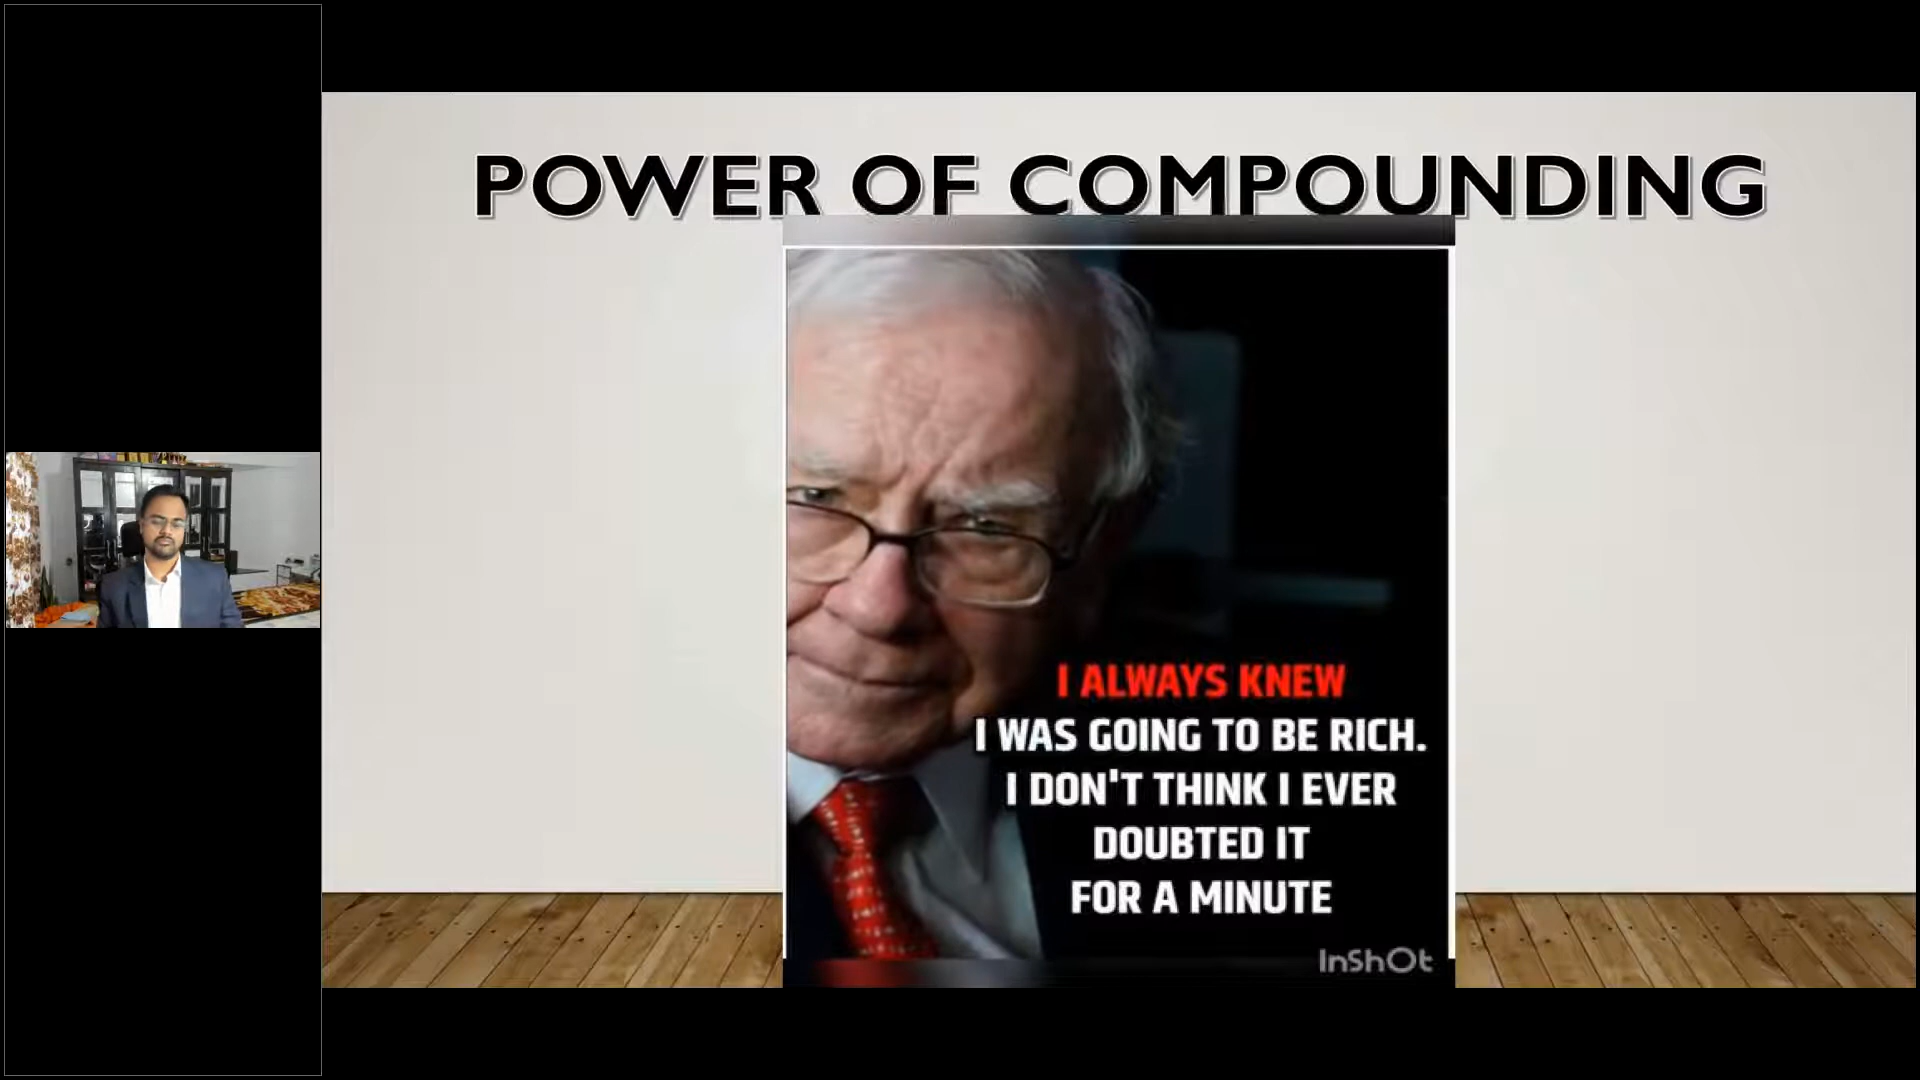 POWER OF COMPOUNDING
I ALWAYS KNEW
I WAS GOING TO BE RICH.
I DON'T THINK I EVER
DOUBTED IT
FOR A MINUTE
InShOt